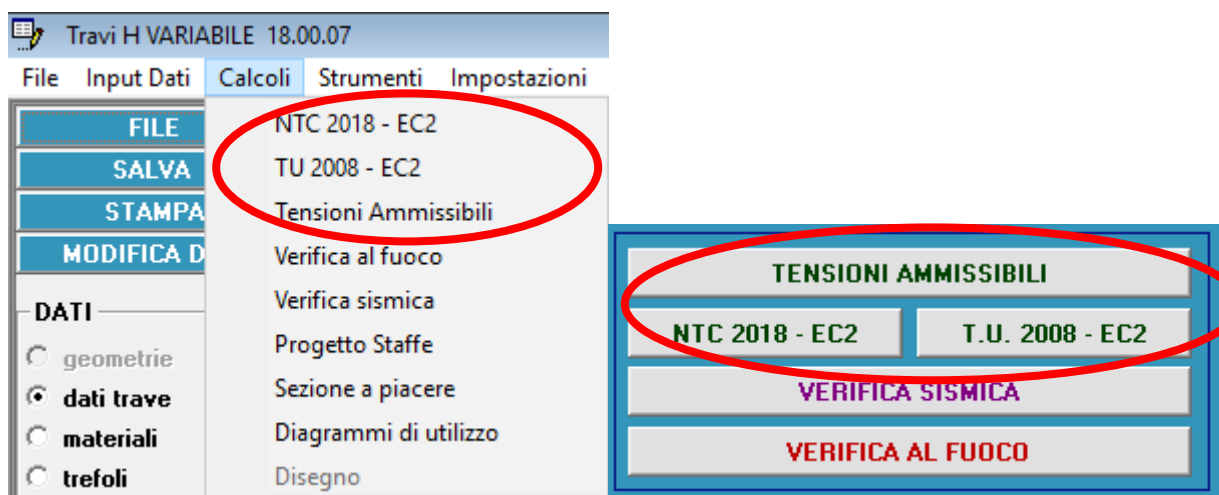 Travi H VARIABILE 18.00.07
File Input Dati Calcoli Strumenti Impostazioni
FILE
SALVA
STAMPA
MODIFICA D
DATI
geometrie
dati trave
materiali
trefoli
NTC 2018 - EC2
TU 2008 - EC2
Tensioni Ammissibili
Verifica al fuoco
Verifica sismica
Progetto Staffe
Sezione a piacere
Diagrammi di utilizzo
Disegno
TENSIONI AMMISSIBILI
NTC 2018 - EC2 T.U. 2008 - EC2
VERIFICA SISMICA
VERIFICA AL FUOCO